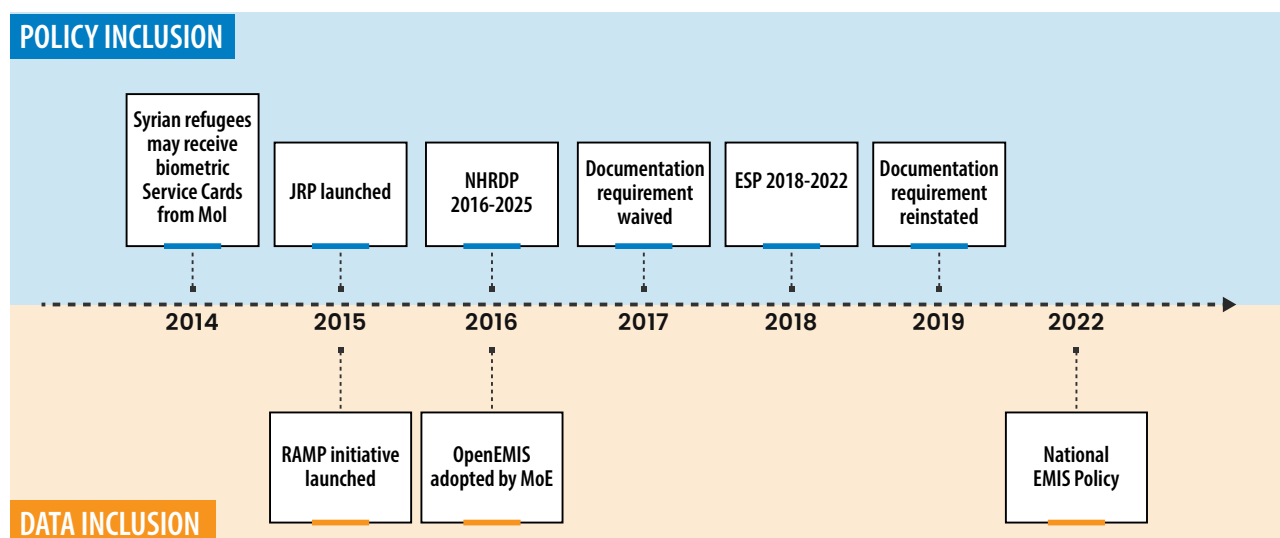 POLICY INCLUSION
Syrian refugees
may receive
biometric
Service Cards
from MoI
JRP launched
NHRDP
2016-2025
Documentation
requirement
waived
ESP 2018-2022
Documentation
requirement
reinstated
2014
2015
2016
2017
2018
2019
2022
RAMP initiative
launched
OpenEMIS
adopted by MoE
National
EMIS Policy
DATA INCLUSION